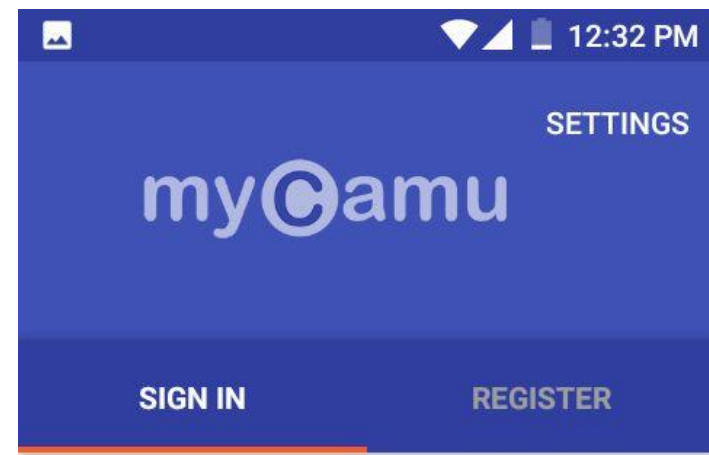 12:32 PM
SETTINGS
myCamu
SIGN IN
REGISTER